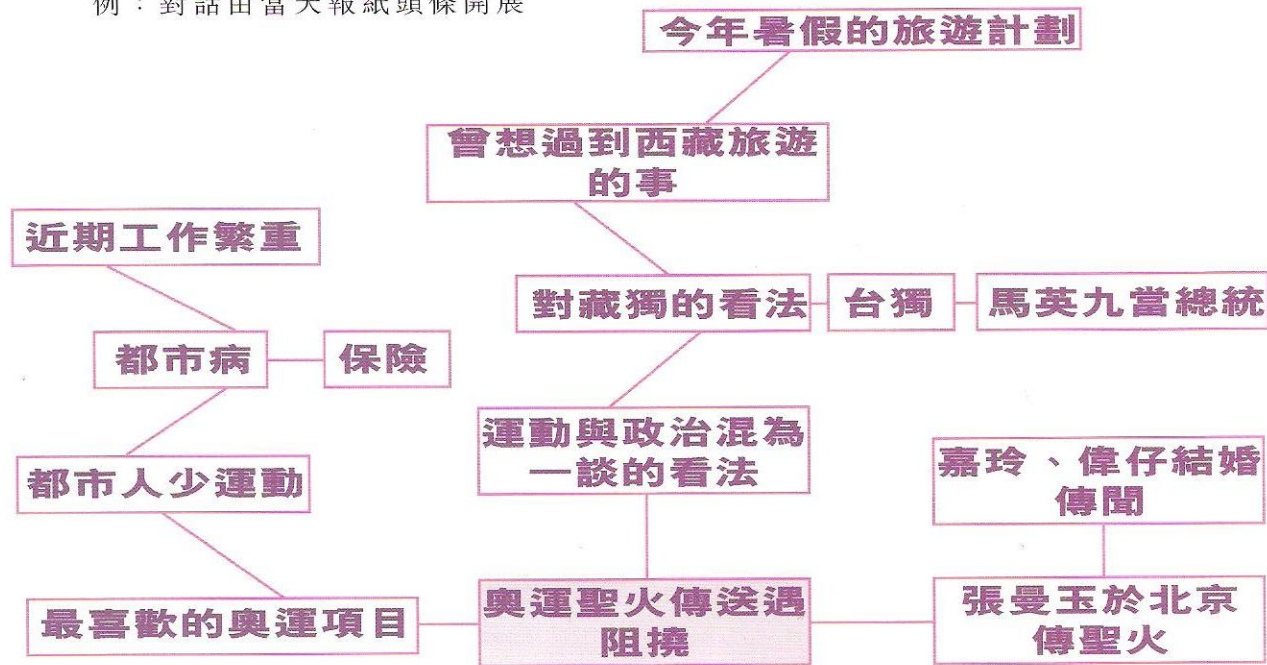 例：對話由當天報紙頭條開展
今年暑假的旅遊計劃
曾想過到西藏旅遊
的事
近期工作繁重
對藏獨的看法
台獨
馬英九當總統
都市病
保險
運動與政治混為
一談的看法
嘉玲、偉仔結婚
傳聞
都市人少運動
最喜歡的奧運項目
奧運聖火傳送遇
阻撓
張曼玉於北京
傳聖火